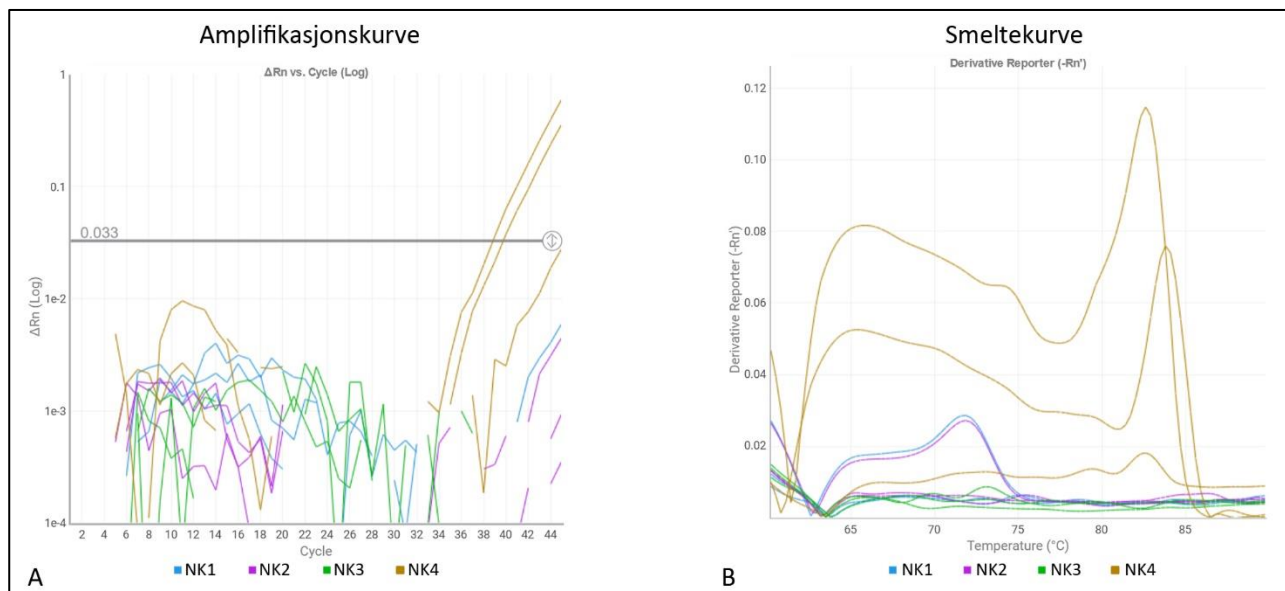 Amplifikasjonskurve
ΔRn vs. Cycle (Log)
1
0.1
0.033
1e-2
1e-3
1e-4
ΔRn (Log)
2 4 6 8 10 12 14 16 18 20 22 24 26 28 30 32 34 36 38 40 42 44
Cycle
A
NK1 NK2 NK3 NK4
Smeltekurve
Derivative Reporter (-Rn')
0.12
0.10
0.08
0.06
0.04
0.02
Derivative Reporter (-Rn')
65 70 75 80 85
Temperature (°C)
B
NK1 NK2 NK3 NK4